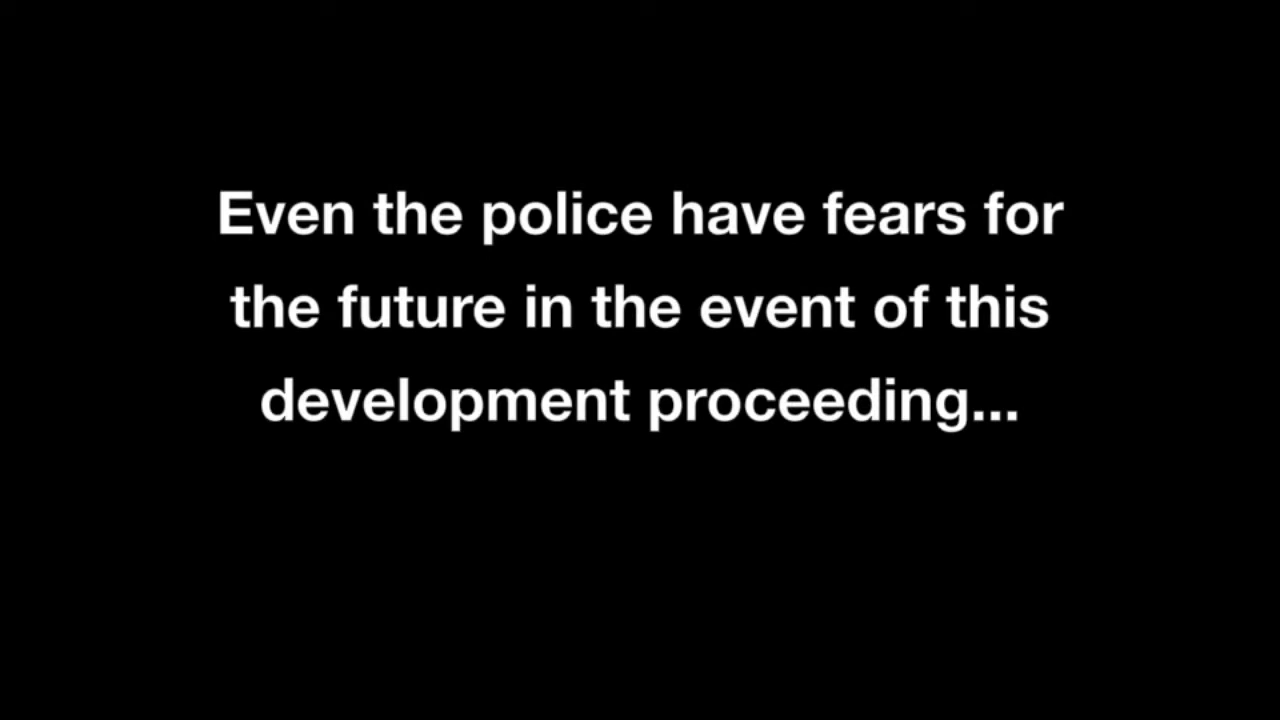 Even the police have fears for
the future in the event of this
development proceeding...